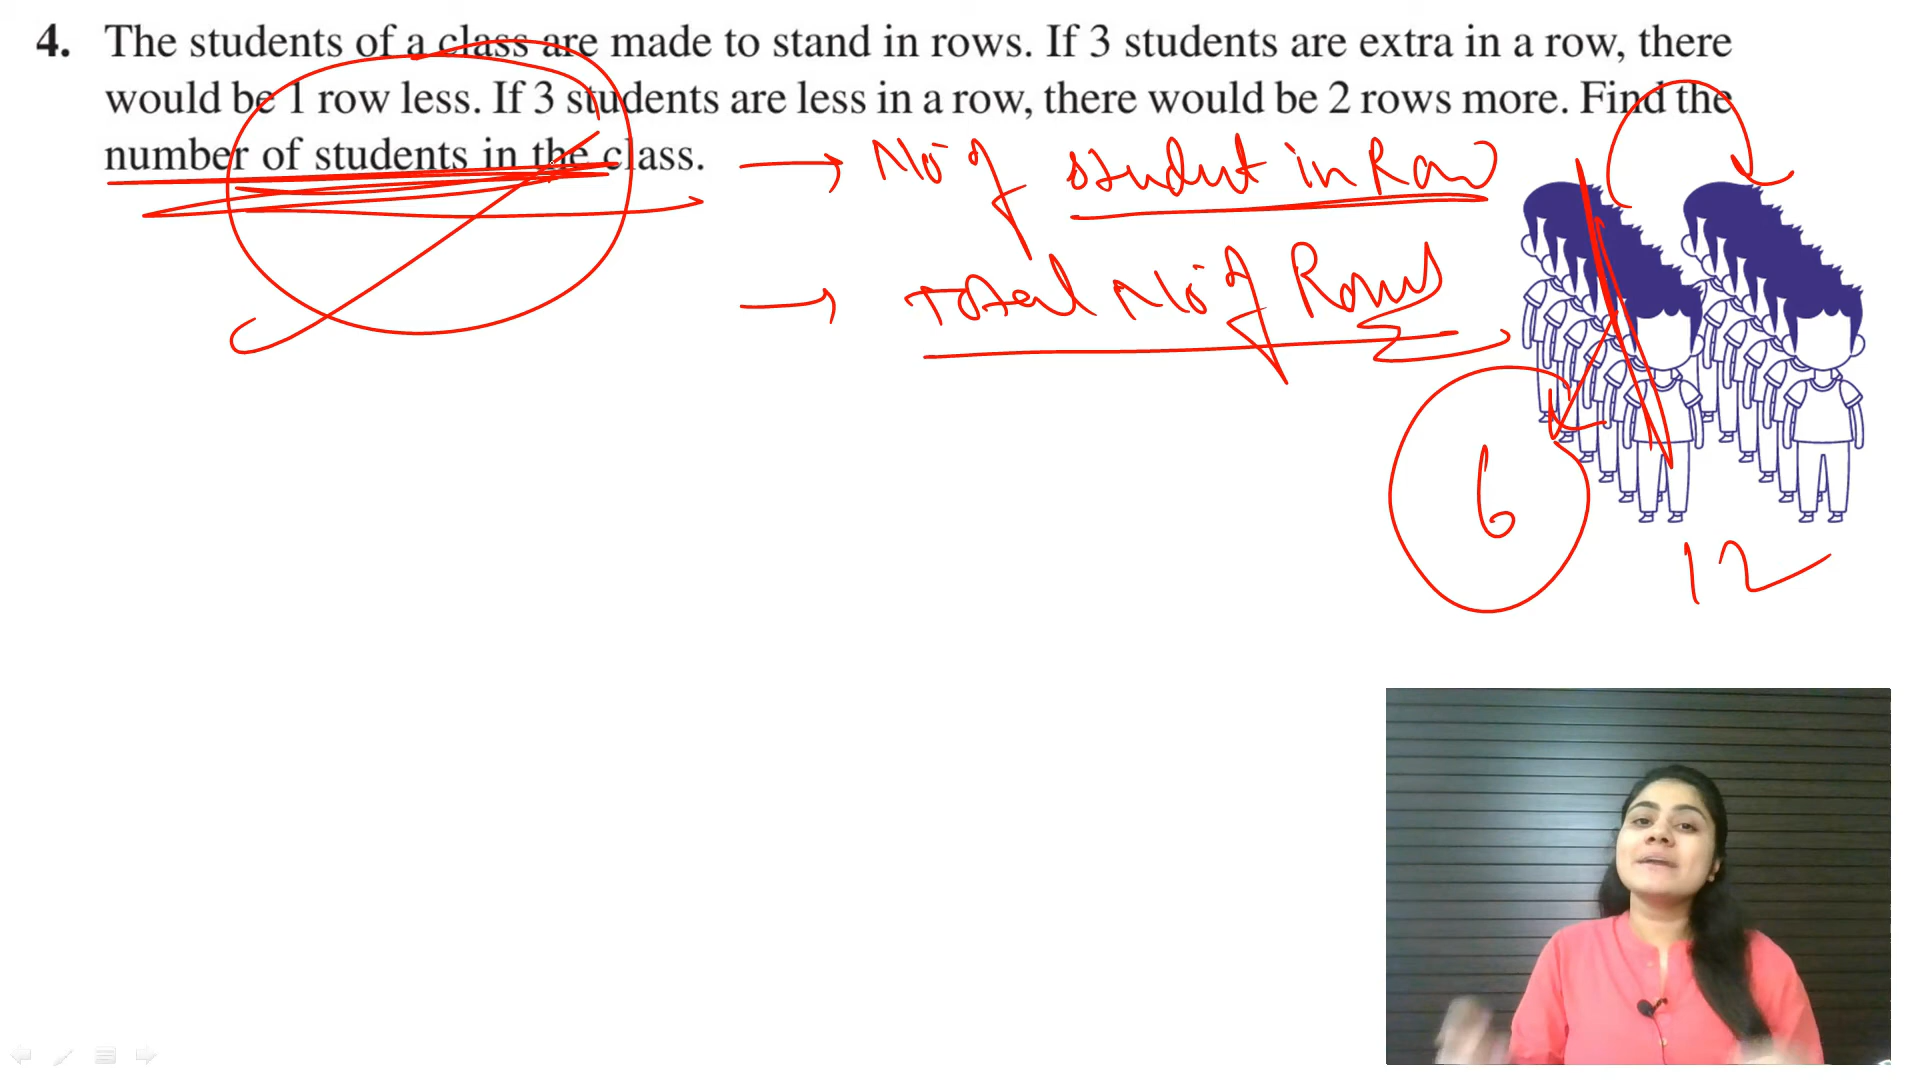 4. The students of a class are made to stand in rows. If 3 students are extra in a row, there
would be 1 row less. If 3 students are less in a row, there would be 2 rows more. Find the
number of students in the class.
→ No of student in Row
→ total No of Rows
6
12